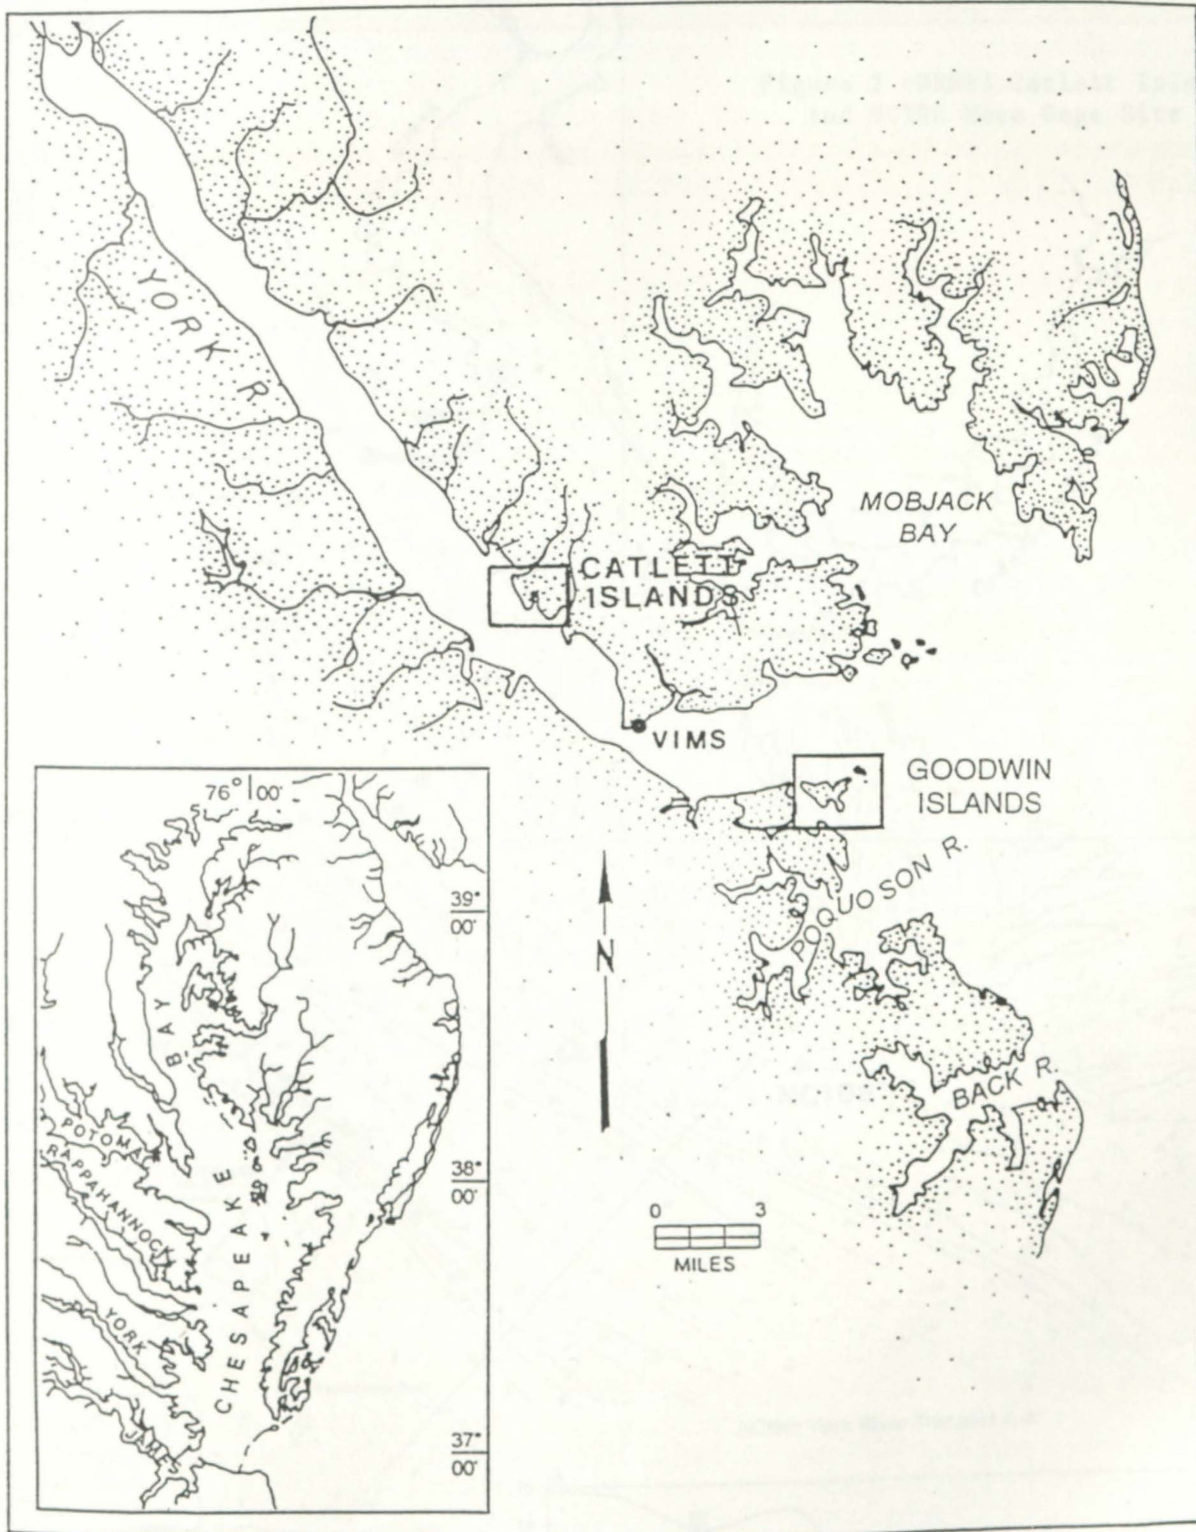 YORK R.
MOBJACK
BAY
CATLETT
ISLANDS
VIMS
GOODWIN
ISLANDS
POQUOSON R.
N
BACK R.
0 3
MILES
76° 00'
39°
00'
38°
00'
37°
00'
CHESAPEAKE BAY
POTOMAC
RAPPAHANNOCK
YORK
JAMES